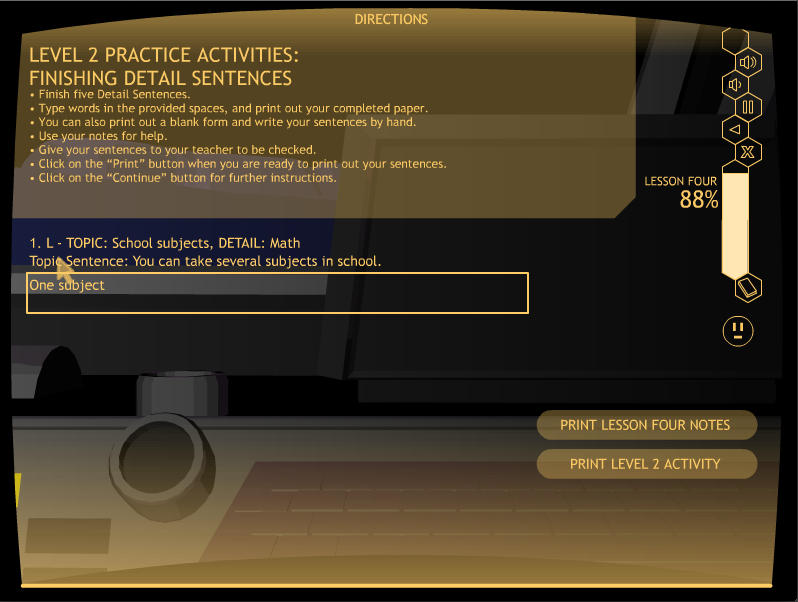 DIRECTIONS
LEVEL 2 PRACTICE ACTIVITIES:
FINISHING DETAIL SENTENCES
• Finish five Detail Sentences.
• Type words in the provided spaces, and print out your completed paper.
• You can also print out a blank form and write your sentences by hand.
• Use your notes for help.
• Give your sentences to your teacher to be checked.
• Click on the “Print” button when you are ready to print out your sentences.
• Click on the “Continue” button for further instructions.
LESSON FOUR
88%
1. L - TOPIC: School subjects, DETAIL: Math
Topic Sentence: You can take several subjects in school.
One subject
PRINT LESSON FOUR NOTES
PRINT LEVEL 2 ACTIVITY